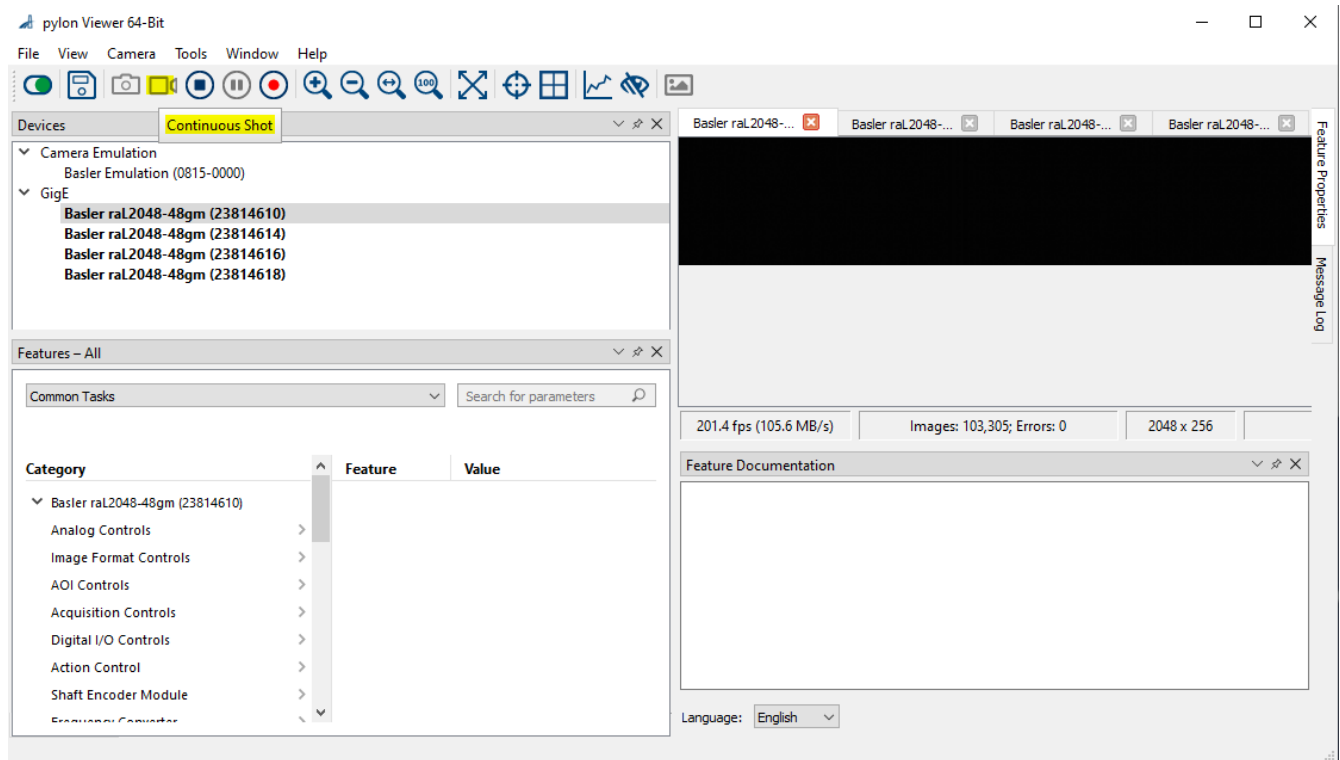 pylon Viewer 64-Bit
File View Camera Tools Window Help
100
Continuous Shot
Devices
Camera Emulation
Basler Emulation (0815-0000)
GigE
Basler raL2048-48gm (23814610)
Basler raL2048-48gm (23814614)
Basler raL2048-48gm (23814616)
Basler raL2048-48gm (23814618)
Features – All
Common Tasks
Search for parameters
Category
Feature
Value
Basler raL2048-48gm (23814610)
Analog Controls
Image Format Controls
AOI Controls
Acquisition Controls
Digital I/O Controls
Action Control
Shaft Encoder Module
Frequency Converter
Basler raL2048-...
Basler raL2048-...
Basler raL2048-...
Basler raL2048-...
201.4 fps (105.6 MB/s)
Images: 103,305; Errors: 0
2048 x 256
Feature Documentation
Language: English
Feature Properties
Message Log